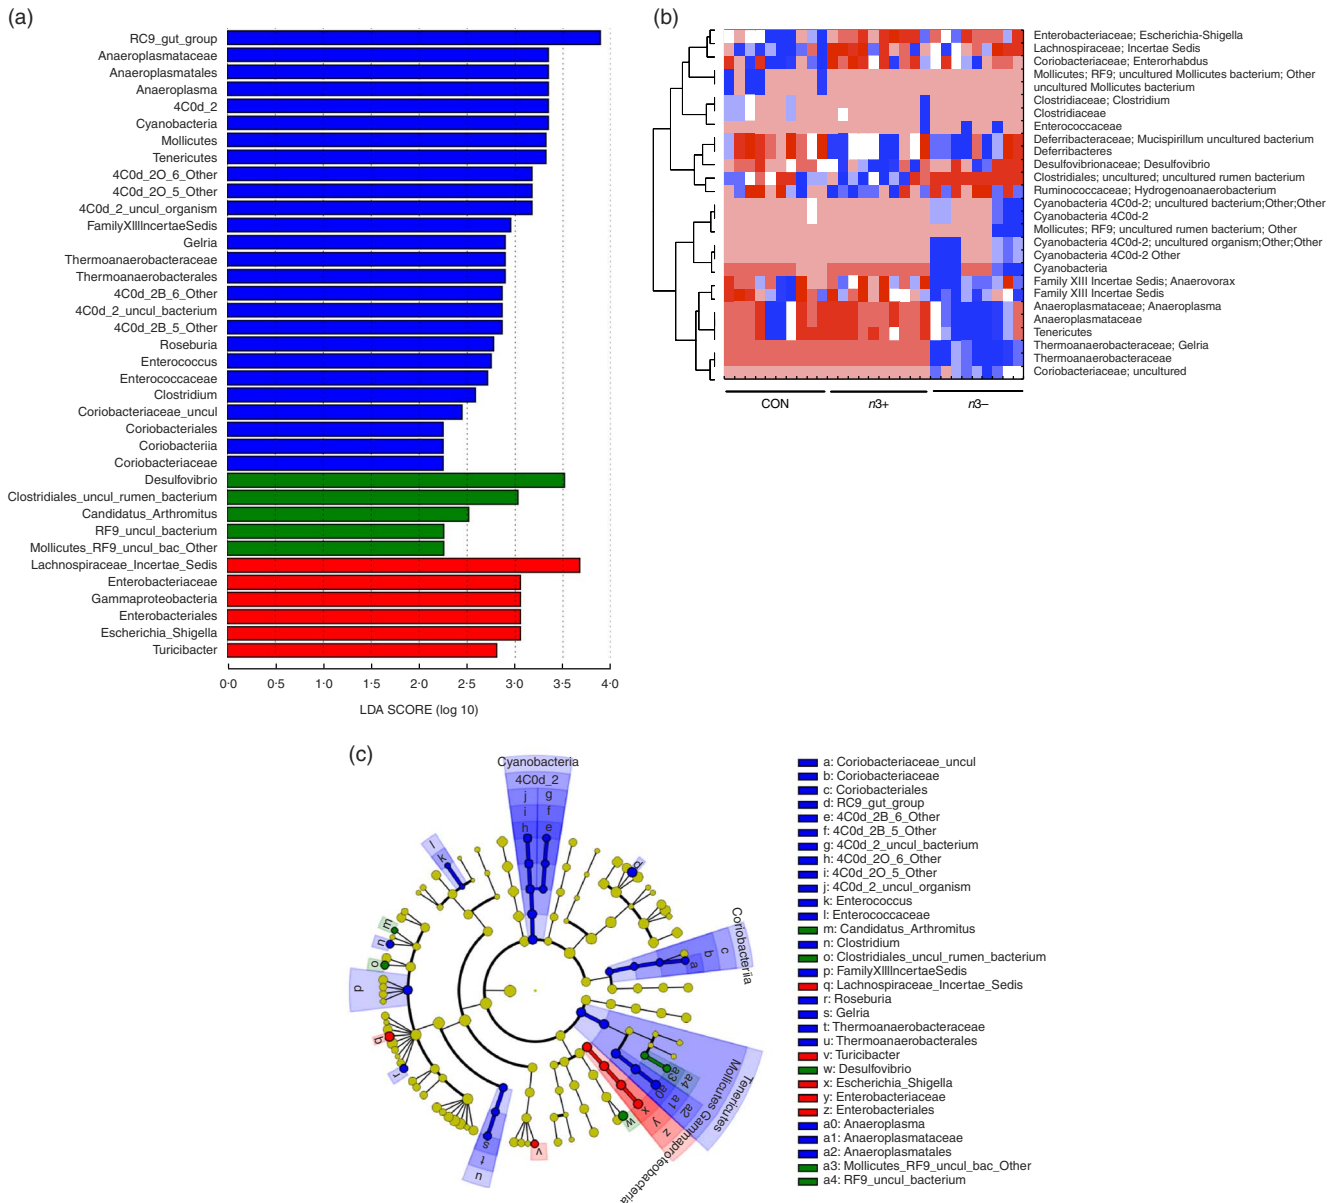 (a)
RC9_gut_group
Anaeroplasmataceae
Anaeroplasmatales
Anaeroplasma
4C0d_2
Cyanobacteria
Mollicutes
Tenericutes
4C0d_2O_6_Other
4C0d_2O_5_Other
4C0d_2_uncul_organism
FamilyXIIIIncertaeSedis
Gelria
Thermoanaerobacteraceae
Thermoanaerobacterales
4C0d_2B_6_Other
4C0d_2_uncul_bacterium
4C0d_2B_5_Other
Roseburia
Enterococcus
Enterococcaceae
Clostridium
Coriobacteriaceae_uncul
Coriobacteriales
Coriobacteriia
Coriobacteriaceae
Desulfovibrio
Clostridiales_uncul_rumen_bacterium
Candidatus_Arthromitus
RF9_uncul_bacterium
Mollicutes_RF9_uncul_bac_Other
Lachnospiraceae_Incertae_Sedis
Enterobacteriaceae
Gammaproteobacteria
Enterobacteriales
Escherichia_Shigella
Turicibacter
0·0 0·5 1·0 1·5 2·0 2·5 3·0 3·5 4·0
LDA SCORE (log 10)
(b)
Enterobacteriaceae; Escherichia-Shigella
Lachnospiraceae; Incertae Sedis
Coriobacteriaceae; Enterorhabdus
Mollicutes; RF9; uncultured Mollicutes bacterium; Other
uncultured Mollicutes bacterium
Clostridiaceae; Clostridium
Clostridiaceae
Enterococcaceae
Deferribacteraceae; Mucispirillum uncultured bacterium
Deferribacteres
Desulfovibrionaceae; Desulfovibrio
Clostridiales; uncultured; uncultured rumen bacterium
Ruminococcaceae; Hydrogenoanaerobacterium
Cyanobacteria 4C0d-2; uncultured bacterium;Other;Other
Cyanobacteria 4C0d-2
Mollicutes; RF9; uncultured rumen bacterium; Other
Cyanobacteria 4C0d-2; uncultured organism;Other;Other
Cyanobacteria 4C0d-2 Other
Cyanobacteria
Family XIII Incertae Sedis; Anaerovorax
Family XIII Incertae Sedis
Anaeroplasmataceae; Anaeroplasma
Anaeroplasmataceae
Tenericutes
Thermoanaerobacteraceae; Gelria
Thermoanaerobacteraceae
Coriobacteriaceae; uncultured
CON n3+ n3–
(c)
Cyanobacteria
4C0d_2
j g
i f
h e
l
k
d
m
n
o
p
q
r
s
t
u
v
w
x
y
z
Gammaproteobacteria
Mollicutes
Tenericutes
a0
a1
a2
a3
a4
a
b
c
Coriobacteriia
a: Coriobacteriaceae_uncul
b: Coriobacteriaceae
c: Coriobacteriales
d: RC9_gut_group
e: 4C0d_2B_6_Other
f: 4C0d_2B_5_Other
g: 4C0d_2_uncul_bacterium
h: 4C0d_2O_6_Other
i: 4C0d_2O_5_Other
j: 4C0d_2_uncul_organism
k: Enterococcus
l: Enterococcaceae
m: Candidatus_Arthromitus
n: Clostridium
o: Clostridiales_uncul_rumen_bacterium
p: FamilyXIIIIncertaeSedis
q: Lachnospiraceae_Incertae_Sedis
r: Roseburia
s: Gelria
t: Thermoanaerobacteraceae
u: Thermoanaerobacterales
v: Turicibacter
w: Desulfovibrio
x: Escherichia_Shigella
y: Enterobacteriaceae
z: Enterobacteriales
a0: Anaeroplasma
a1: Anaeroplasmataceae
a2: Anaeroplasmatales
a3: Mollicutes_RF9_uncul_bac_Other
a4: RF9_uncul_bacterium